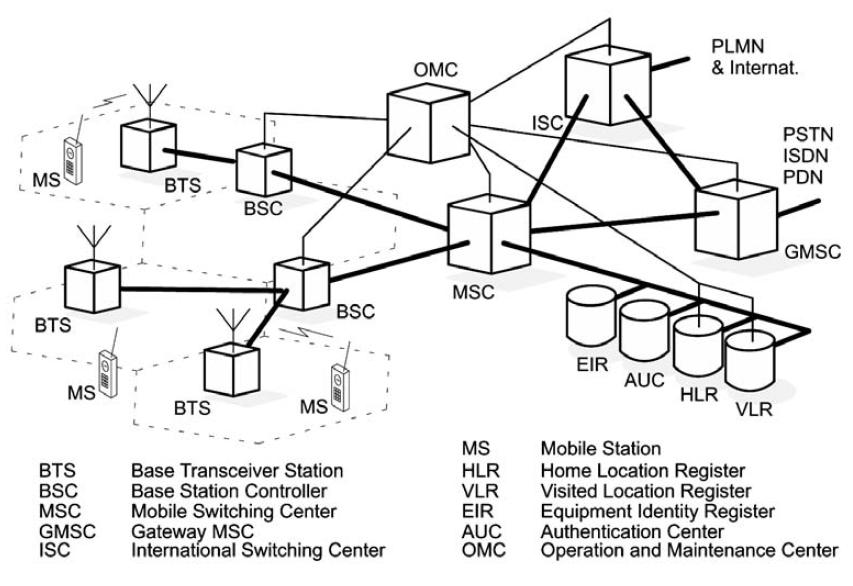 PLMN
& Internat.
OMC
ISC
PSTN
ISDN
PDN
MS
BTS
BSC
MSC
GMSC
BTS
BSC
MS
BTS
MS
EIR
AUC
HLR
VLR
BTS Base Transceiver Station
BSC Base Station Controller
MSC Mobile Switching Center
GMSC Gateway MSC
ISC International Switching Center
MS Mobile Station
HLR Home Location Register
VLR Visited Location Register
EIR Equipment Identity Register
AUC Authentication Center
OMC Operation and Maintenance Center